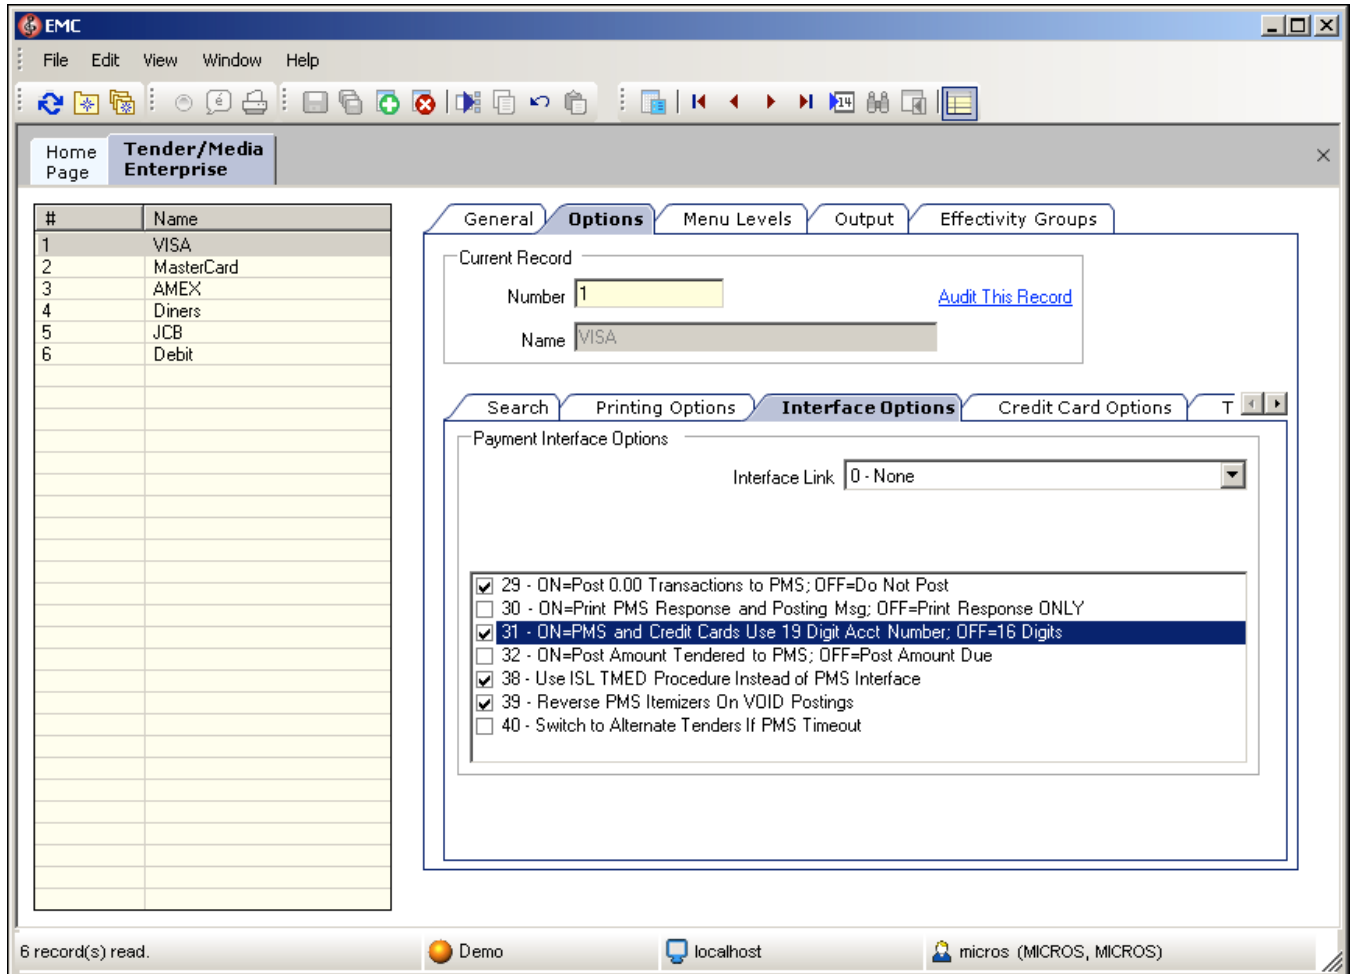 EMC
File Edit View Window Help
14
Home Page
Tender/Media Enterprise
# Name
1 VISA
2 MasterCard
3 AMEX
4 Diners
5 JCB
6 Debit
General Options Menu Levels Output Effectivity Groups
Current Record
Number 1
Audit This Record
Name VISA
Search Printing Options Interface Options Credit Card Options T
Payment Interface Options
Interface Link 0 - None
29 - ON=Post 0.00 Transactions to PMS; OFF=Do Not Post
30 - ON=Print PMS Response and Posting Msg; OFF=Print Response ONLY
31 - ON=PMS and Credit Cards Use 19 Digit Acct Number; OFF=16 Digits
32 - ON=Post Amount Tendered to PMS; OFF=Post Amount Due
38 - Use ISL TMED Procedure Instead of PMS Interface
39 - Reverse PMS Itemizers On VOID Postings
40 - Switch to Alternate Tenders If PMS Timeout
6 record(s) read. Demo localhost micros (MICROS, MICROS)